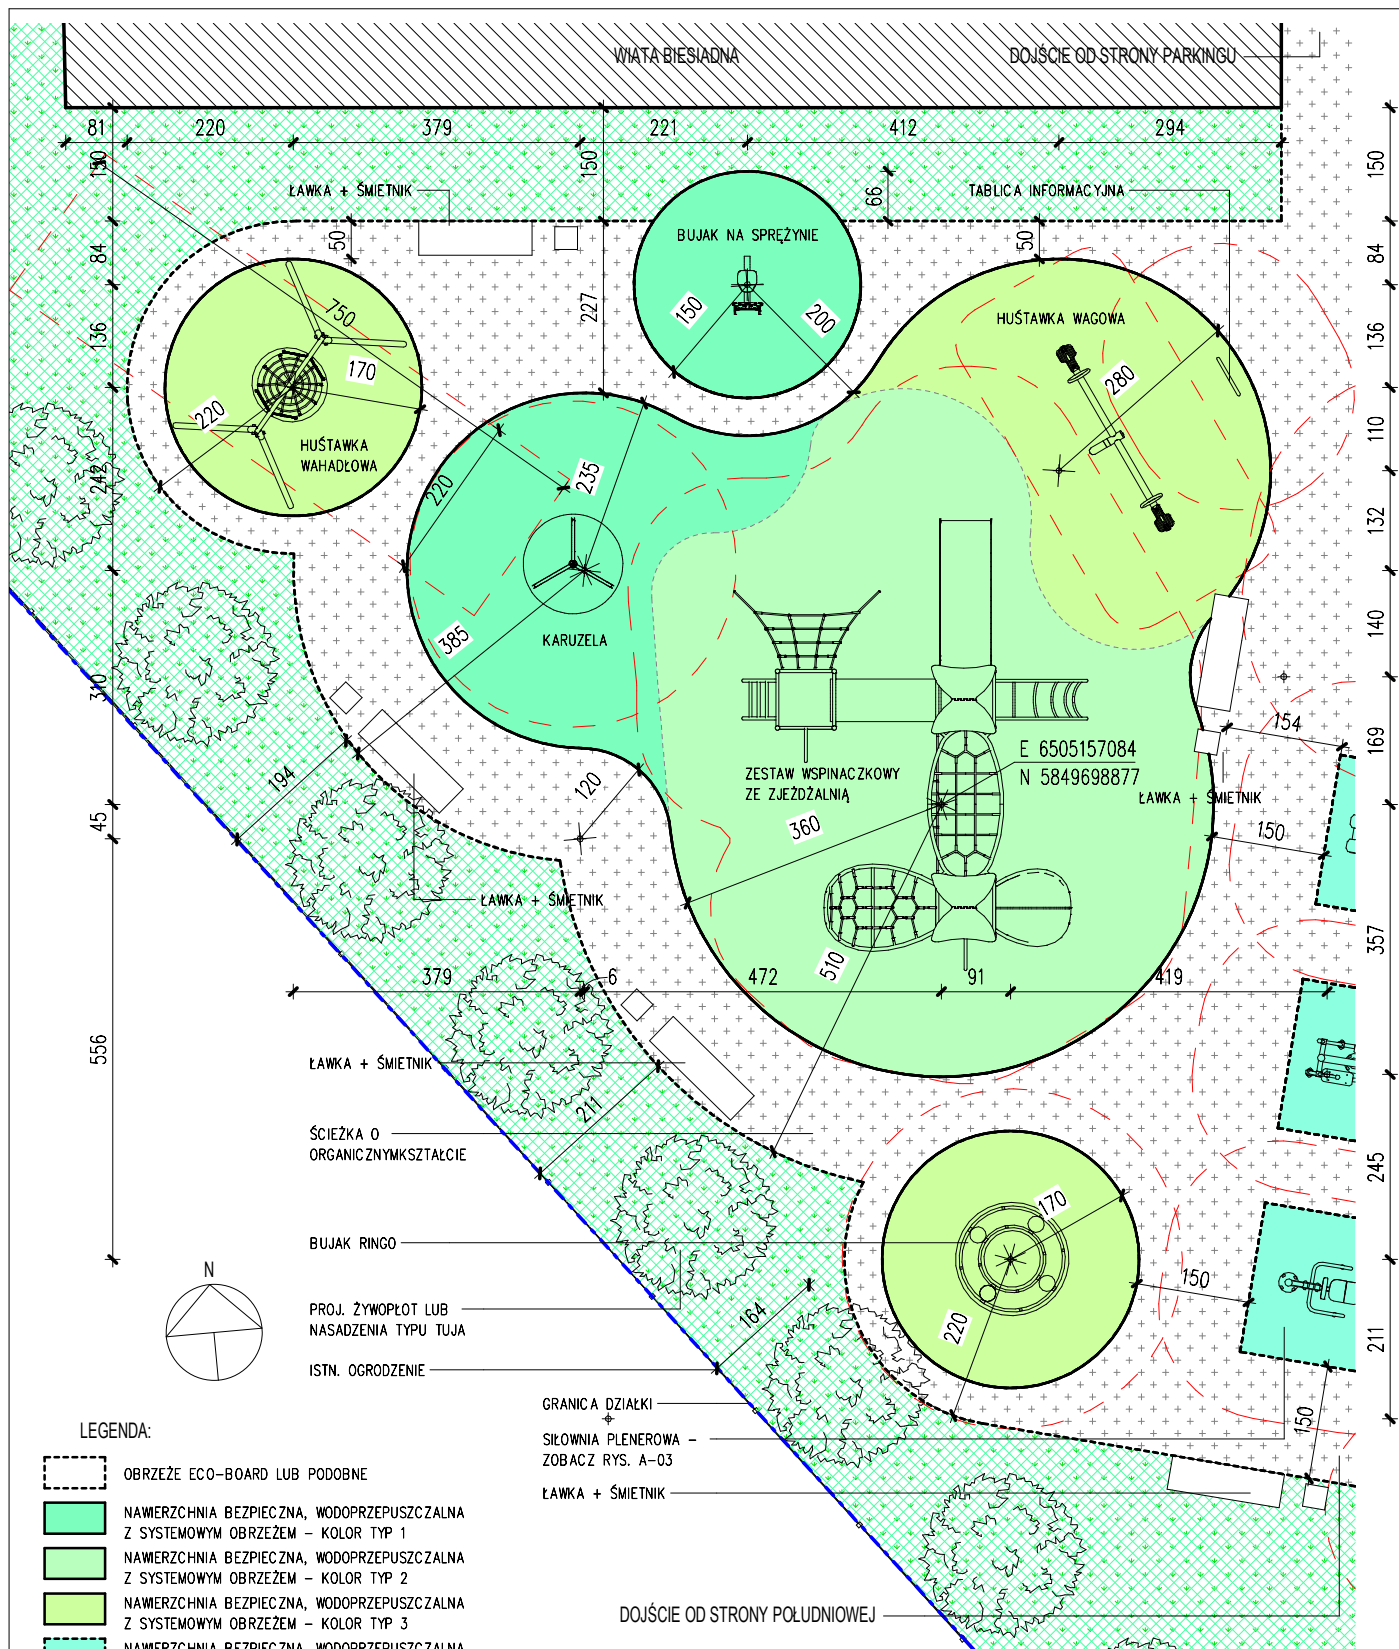 WIATA BIESIADNA
DOJŚCIE OD STRONY PARKINGU
81
220
379
221
412
294
150
150
150
ŁAWKA + ŚMIETNIK
66
TABLICA INFORMACYJNA
84
50
BUJAK NA SPRĘŻYNIE
50
84
136
750
227
150
200
HUŚTAWKA WAGOWA
136
170
280
220
HUŚTAWKA
WAHADŁOWA
110
242
220
235
132
385
KARUZELA
140
310
E 6505157084
N 5849698877
154
169
194
120
ZESTAW WSPINACZKOWY
ZE ZJEŻDŻALNIĄ
ŁAWKA + ŚMIETNIK
45
360
150
ŁAWKA + ŚMIETNIK
357
379
6
472
510
91
419
556
ŁAWKA + ŚMIETNIK
211
ŚCIEŻKA O
ORGANICZNYMKSZTAŁCIE
245
170
BUJAK RINGO
N
150
PROJ. ŻYWOPŁOT LUB
NASADZENIA TYPU TUJA
164
220
211
ISTN. OGRODZENIE
GRANICA DZIAŁKI
150
LEGENDA:
SIŁOWNIA PLENEROWA –
ZOBACZ RYS. A-03
OBRZEŻE ECO-BOARD LUB PODOBNE
ŁAWKA + ŚMIETNIK
NAWIERZCHNIA BEZPIECZNA, WODOPRZEPUSZCZALNA
Z SYSTEMOWYM OBRZEŻEM – KOLOR TYP 1
NAWIERZCHNIA BEZPIECZNA, WODOPRZEPUSZCZALNA
Z SYSTEMOWYM OBRZEŻEM – KOLOR TYP 2
NAWIERZCHNIA BEZPIECZNA, WODOPRZEPUSZCZALNA
Z SYSTEMOWYM OBRZEŻEM – KOLOR TYP 3
DOJŚCIE OD STRONY POŁUDNIOWEJ
NAWIERZCHNIA BEZPIECZNA, WODOPRZEPUSZCZALNA